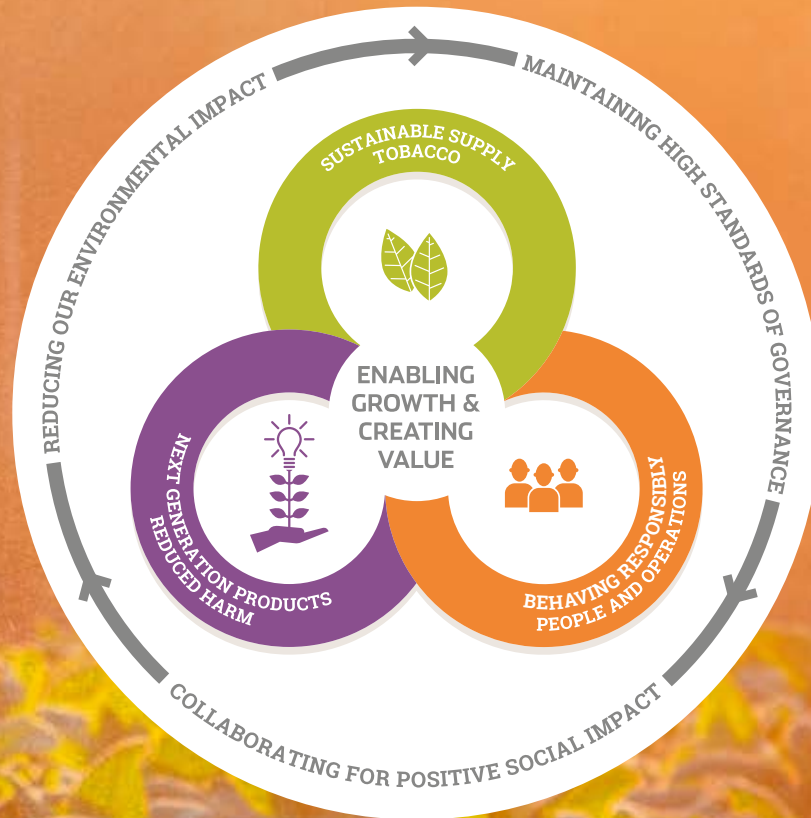 REDUCING OUR ENVIRONMENTAL IMPACT
MAINTAINING HIGH STANDARDS OF GOVERNANCE
SUSTAINABLE SUPPLY
TOBACCO
ENABLING
GROWTH &
CREATING
VALUE
NEXT GENERATION PRODUCTS
REDUCED HARM
BEHAVING RESPONSIBLY
PEOPLE AND OPERATIONS
COLLABORATING FOR POSITIVE SOCIAL IMPACT